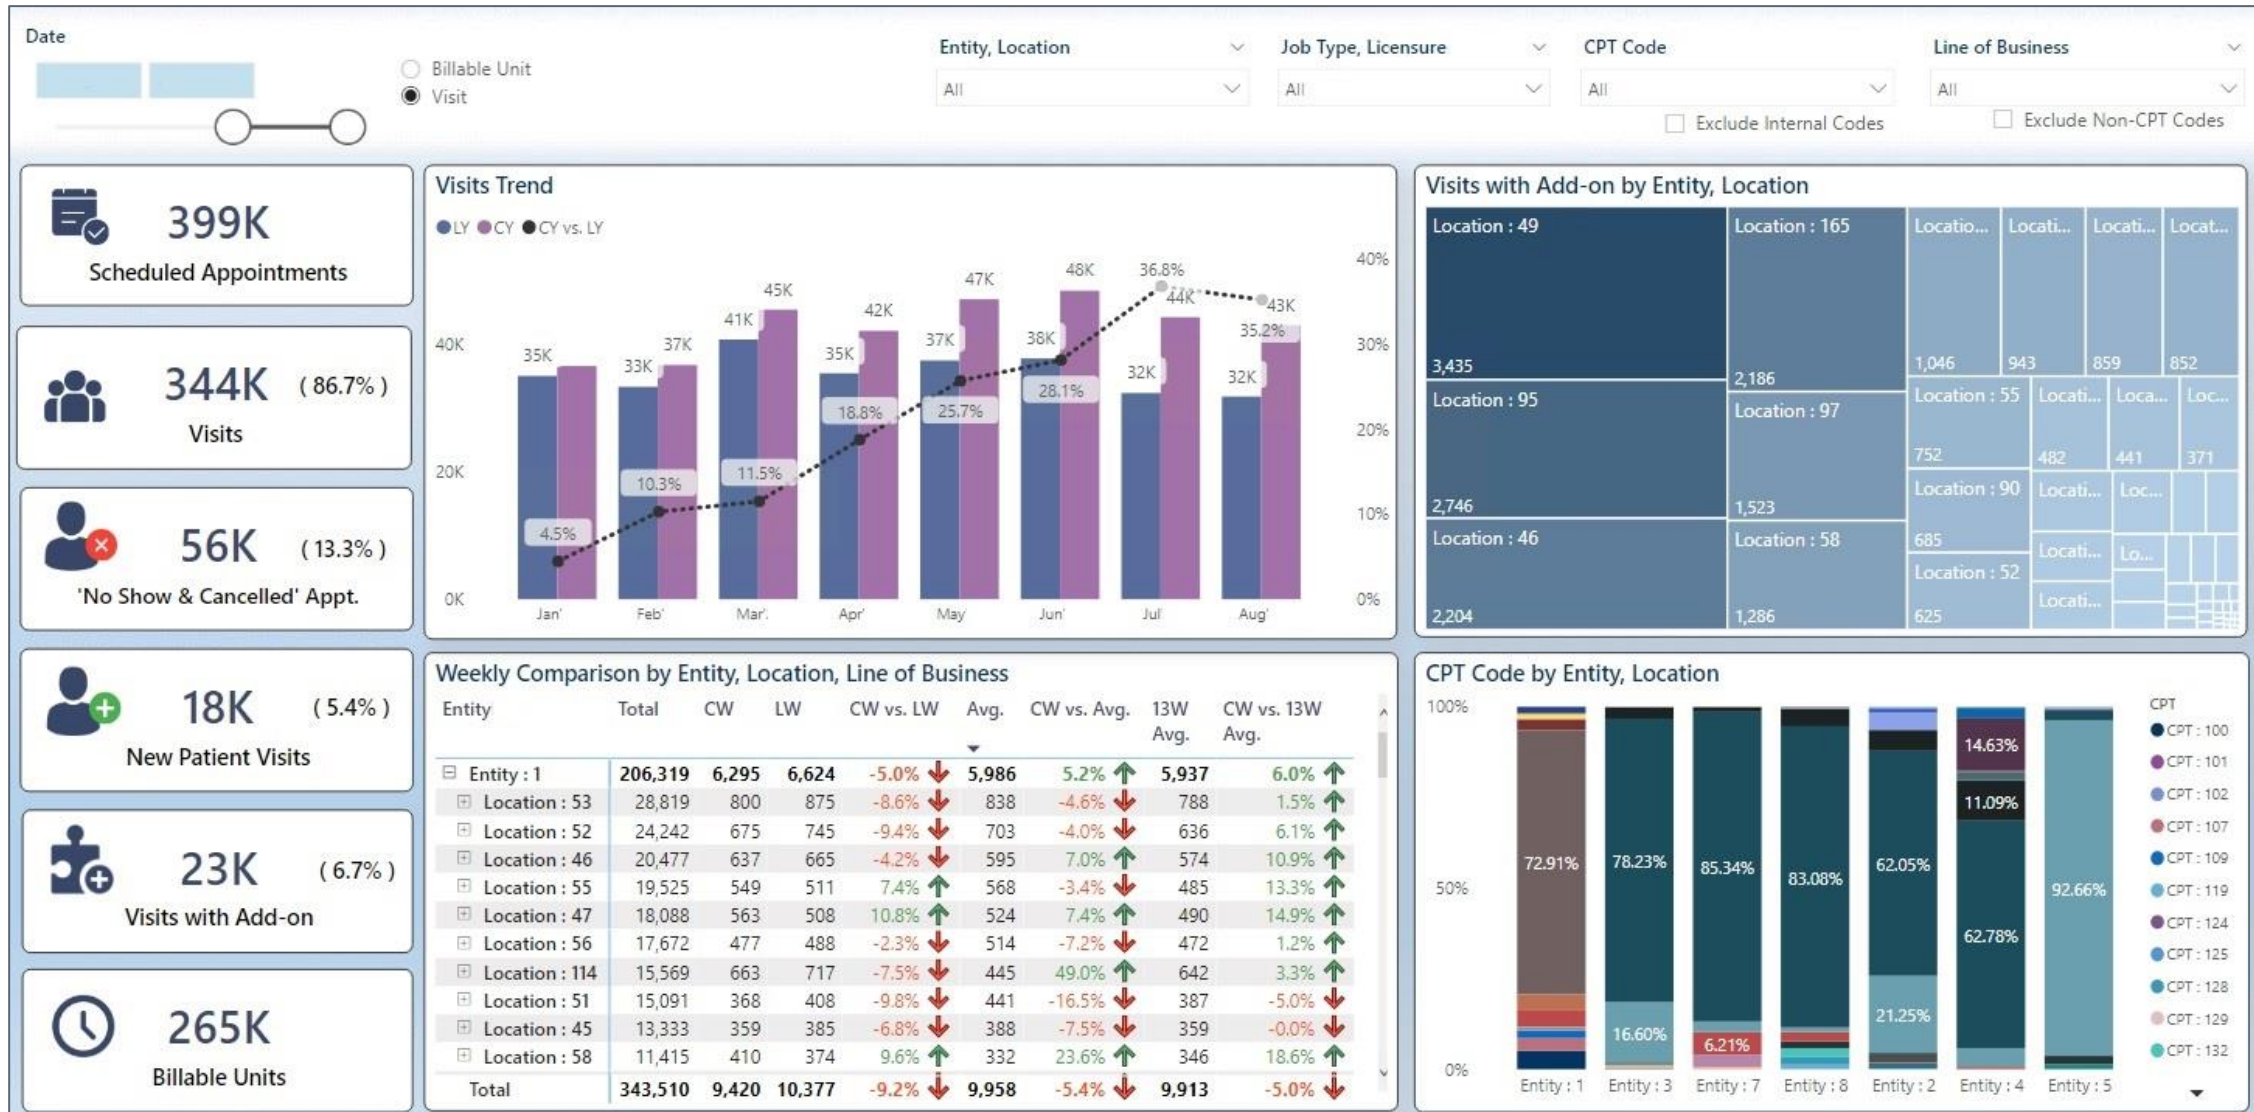 Date
Billable Unit
Visit
Entity, Location
All
Job Type, Licensure
All
CPT Code
All
Exclude Internal Codes
Line of Business
All
Exclude Non-CPT Codes
399K
Scheduled Appointments
344K ( 86.7% )
Visits
56K ( 13.3% )
'No Show & Cancelled' Appt.
18K ( 5.4% )
New Patient Visits
23K ( 6.7% )
Visits with Add-on
265K
Billable Units
Visits Trend
LY CY CY vs. LY
40K
20K
0K
40%
30%
20%
10%
0%
35K
33K 37K
41K 45K
35K 42K
37K 47K
38K 48K
32K 44K
32K 43K
4.5%
10.3%
11.5%
18.8%
25.7%
28.1%
36.8%
35.2%
Jan' Feb' Mar'. Apr' May Jun' Jul' Aug'
Visits with Add-on by Entity, Location
Location : 49
3,435
Location : 95
2,746
Location : 46
2,204
Location : 165
2,186
Location : 97
1,523
Location : 58
1,286
Locatio...
1,046
Locati...
943
Locati...
859
Locat...
852
Location : 55
752
Locati...
482
Loca...
441
Loc...
371
Location : 90
685
Location : 52
625
Locati...
Loc...
Locati...
Lo...
Locati...
Weekly Comparison by Entity, Location, Line of Business
Entity Total CW LW CW vs. LW Avg. CW vs. Avg. 13W Avg. CW vs. 13W Avg.
Entity : 1 206,319 6,295 6,624 -5.0% 5,986 5.2% 5,937 6.0%
Location : 53 28,819 800 875 -8.6% 838 -4.6% 788 1.5%
Location : 52 24,242 675 745 -9.4% 703 -4.0% 636 6.1%
Location : 46 20,477 637 665 -4.2% 595 7.0% 574 10.9%
Location : 55 19,525 549 511 7.4% 568 -3.4% 485 13.3%
Location : 47 18,088 563 508 10.8% 524 7.4% 490 14.9%
Location : 56 17,672 477 488 -2.3% 514 -7.2% 472 1.2%
Location : 114 15,569 663 717 -7.5% 445 49.0% 642 3.3%
Location : 51 15,091 368 408 -9.8% 441 -16.5% 387 -5.0%
Location : 45 13,333 359 385 -6.8% 388 -7.5% 359 -0.0%
Location : 58 11,415 410 374 9.6% 332 23.6% 346 18.6%
Total 343,510 9,420 10,377 -9.2% 9,958 -5.4% 9,913 -5.0%
CPT Code by Entity, Location
100%
50%
0%
72.91%
78.23%
16.60%
85.34%
6.21%
83.08%
62.05%
21.25%
14.63%
11.09%
62.78%
92.66%
Entity : 1 Entity : 3 Entity : 7 Entity : 8 Entity : 2 Entity : 4 Entity : 5
CPT
CPT : 100
CPT : 101
CPT : 102
CPT : 107
CPT : 109
CPT : 119
CPT : 124
CPT : 125
CPT : 128
CPT : 129
CPT : 132